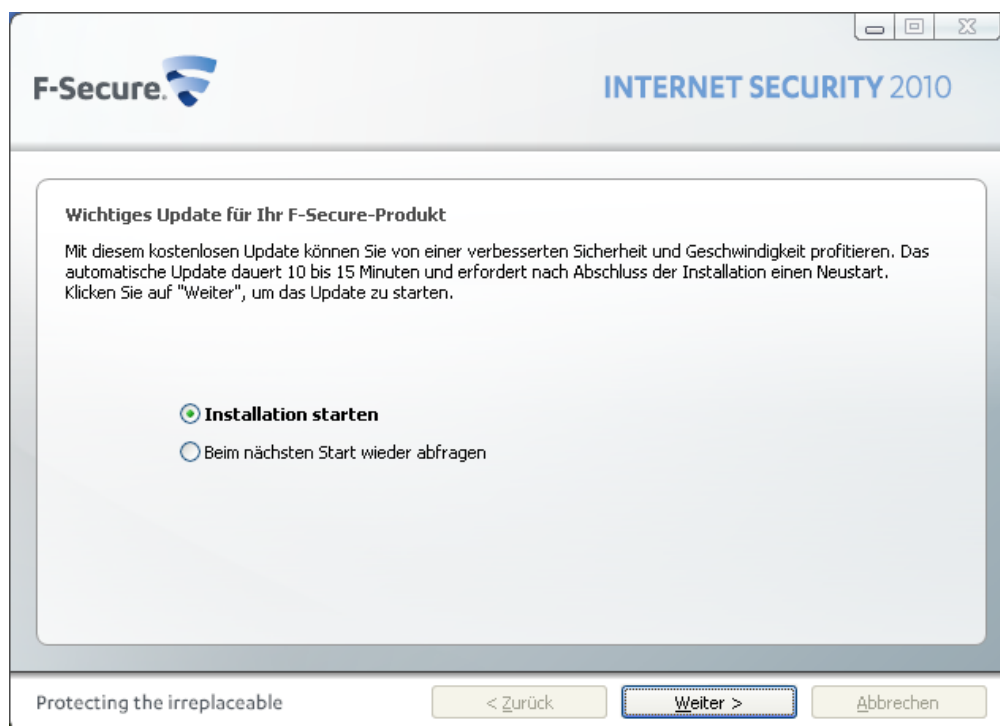 F-Secure.
INTERNET SECURITY 2010
Wichtiges Update für Ihr F-Secure-Produkt
Mit diesem kostenlosen Update können Sie von einer verbesserten Sicherheit und Geschwindigkeit profitieren. Das
automatische Update dauert 10 bis 15 Minuten und erfordert nach Abschluss der Installation einen Neustart.
Klicken Sie auf "Weiter", um das Update zu starten.
Installation starten
Beim nächsten Start wieder abfragen
Protecting the irreplaceable
< Zurück
Weiter >
Abbrechen